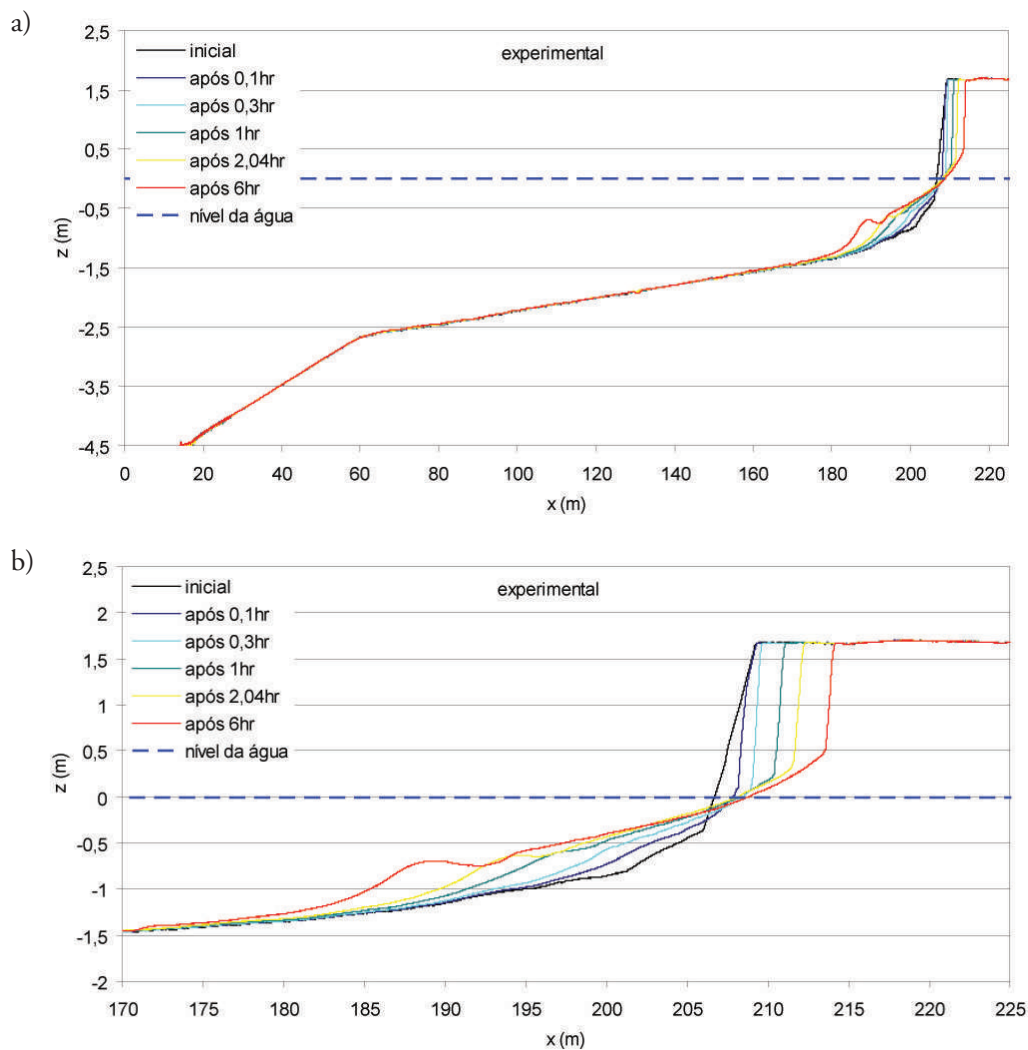 a)
2,5
1,5
0,5
-0,5
-1,5
-2,5
-3,5
-4,5
z (m)
inicial
após 0,1hr
após 0,3hr
após 1hr
após 2,04hr
após 6hr
nível da água
experimental
0 20 40 60 80 100 120 140 160 180 200 220
x (m)
b)
2,5
2
1,5
1
0,5
0
-0,5
-1
-1,5
-2
z (m)
inicial
após 0,1hr
após 0,3hr
após 1hr
após 2,04hr
após 6hr
nível da água
experimental
170 175 180 185 190 195 200 205 210 215 220 225
x (m)